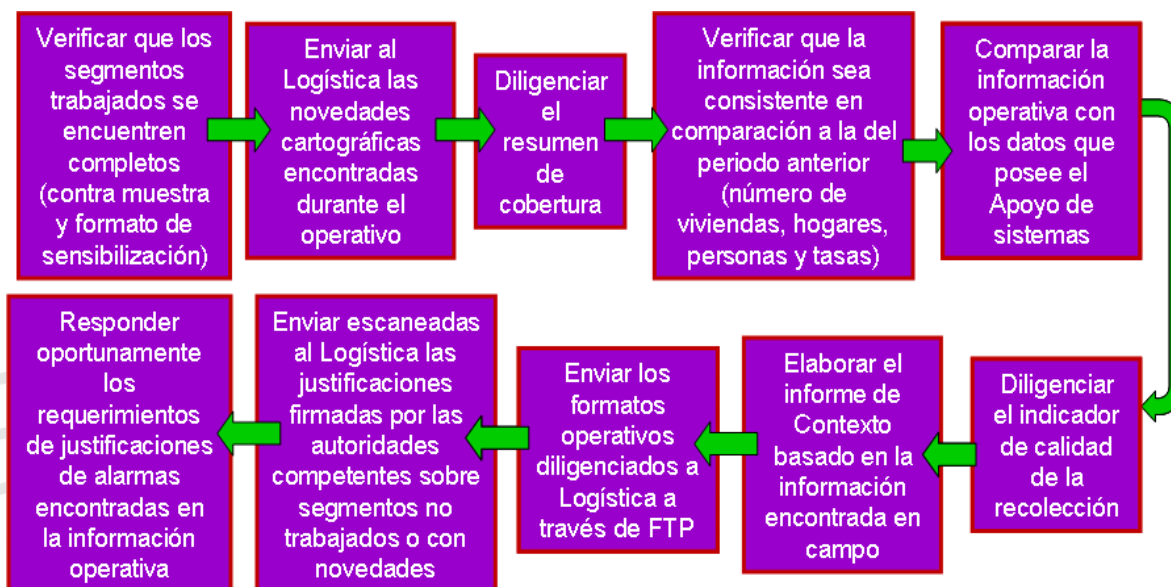 Verificar que los
segmentos
trabajados se
encuentren
completos
(contra muestra
y formato de
sensibilización)
Enviar al
Logística las
novedades
cartográficas
encontradas
durante el
operativo
Diligenciar
el
resumen
de
cobertura
Verificar que la
información sea
consistente en
comparación a la del
periodo anterior
(número de
viviendas, hogares,
personas y tasas)
Comparar la
información
operativa con
los datos que
posee el
Apoyo de
sistemas
Diligenciar
el indicador
de calidad
de la
recolección
Elaborar el
informe de
Contexto
basado en la
información
encontrada en
campo
Enviar los
formatos
operativos
diligenciados a
Logística a
través de FTP
Enviar escaneadas
al Logística las
justificaciones
firmadas por las
autoridades
competentes sobre
segmentos no
trabajados o con
novedades
Responder
oportunamente
los
requerimientos
de justificaciones
de alarmas
encontradas en
la información
operativa